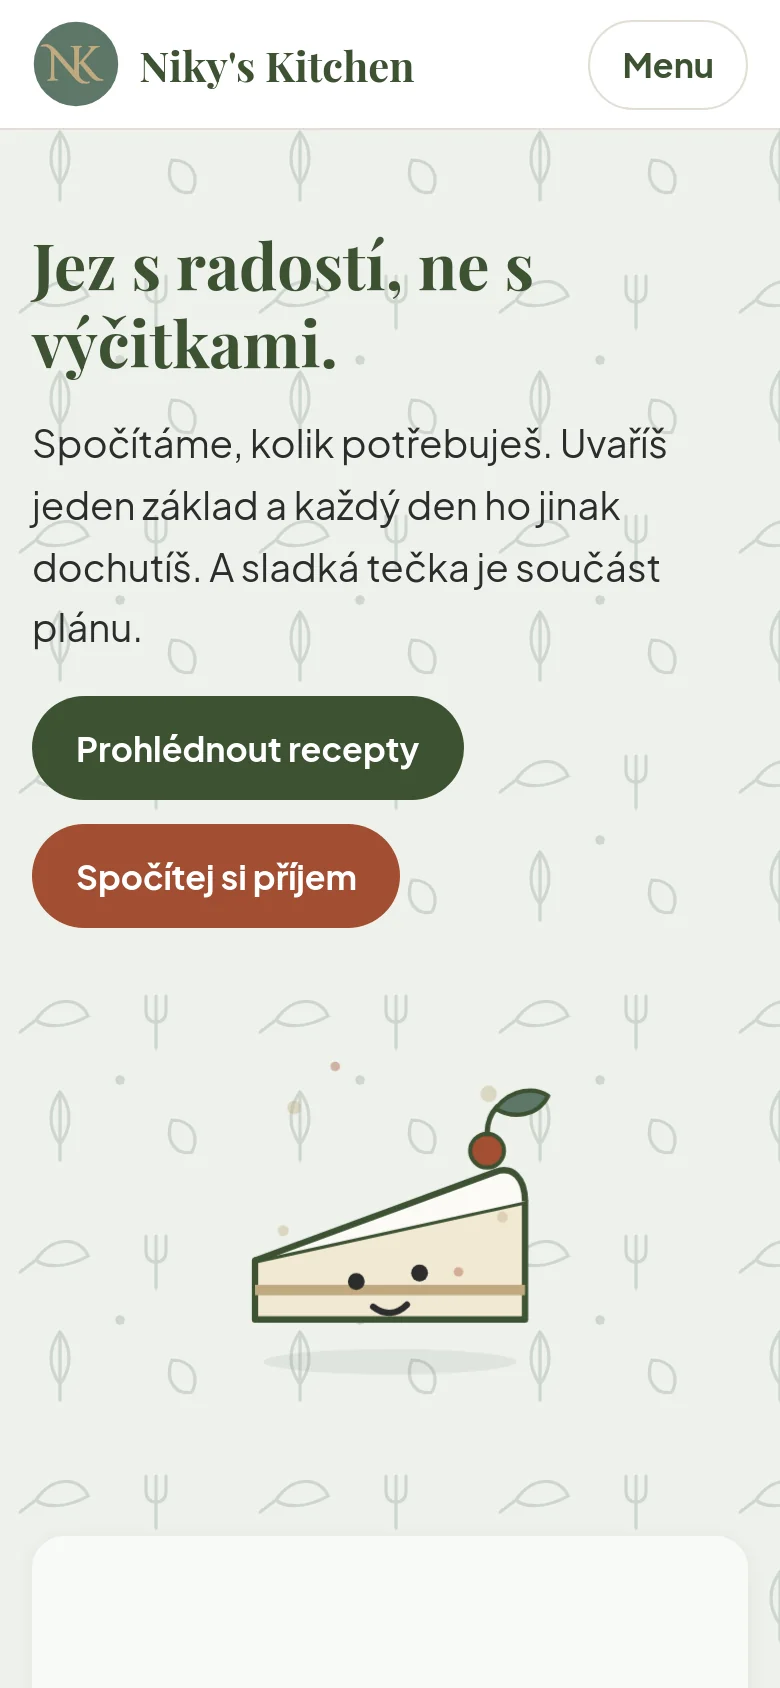 NK
Niky's Kitchen
Menu
Jez s radostí, ne s
výčitkami.
Spočítáme, kolik potřebuješ. Uvaříš
jeden základ a každý den ho jinak
dochutíš. A sladká tečka je součást
plánu.
Prohlédnout recepty
Spočítej si příjem